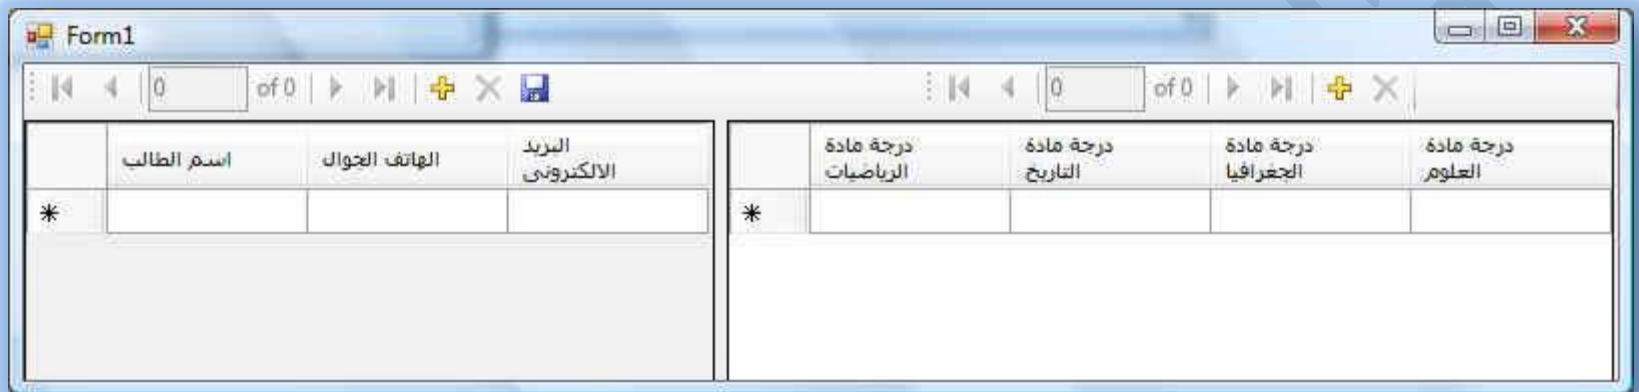 Form1
0 of 0
0 of 0
اسم الطالب
الهاتف الجوال
البريد
الالكترونى
درجة مادة
الرياضيات
درجة مادة
التاريخ
درجة مادة
الجغرافيا
درجة مادة
العلوم